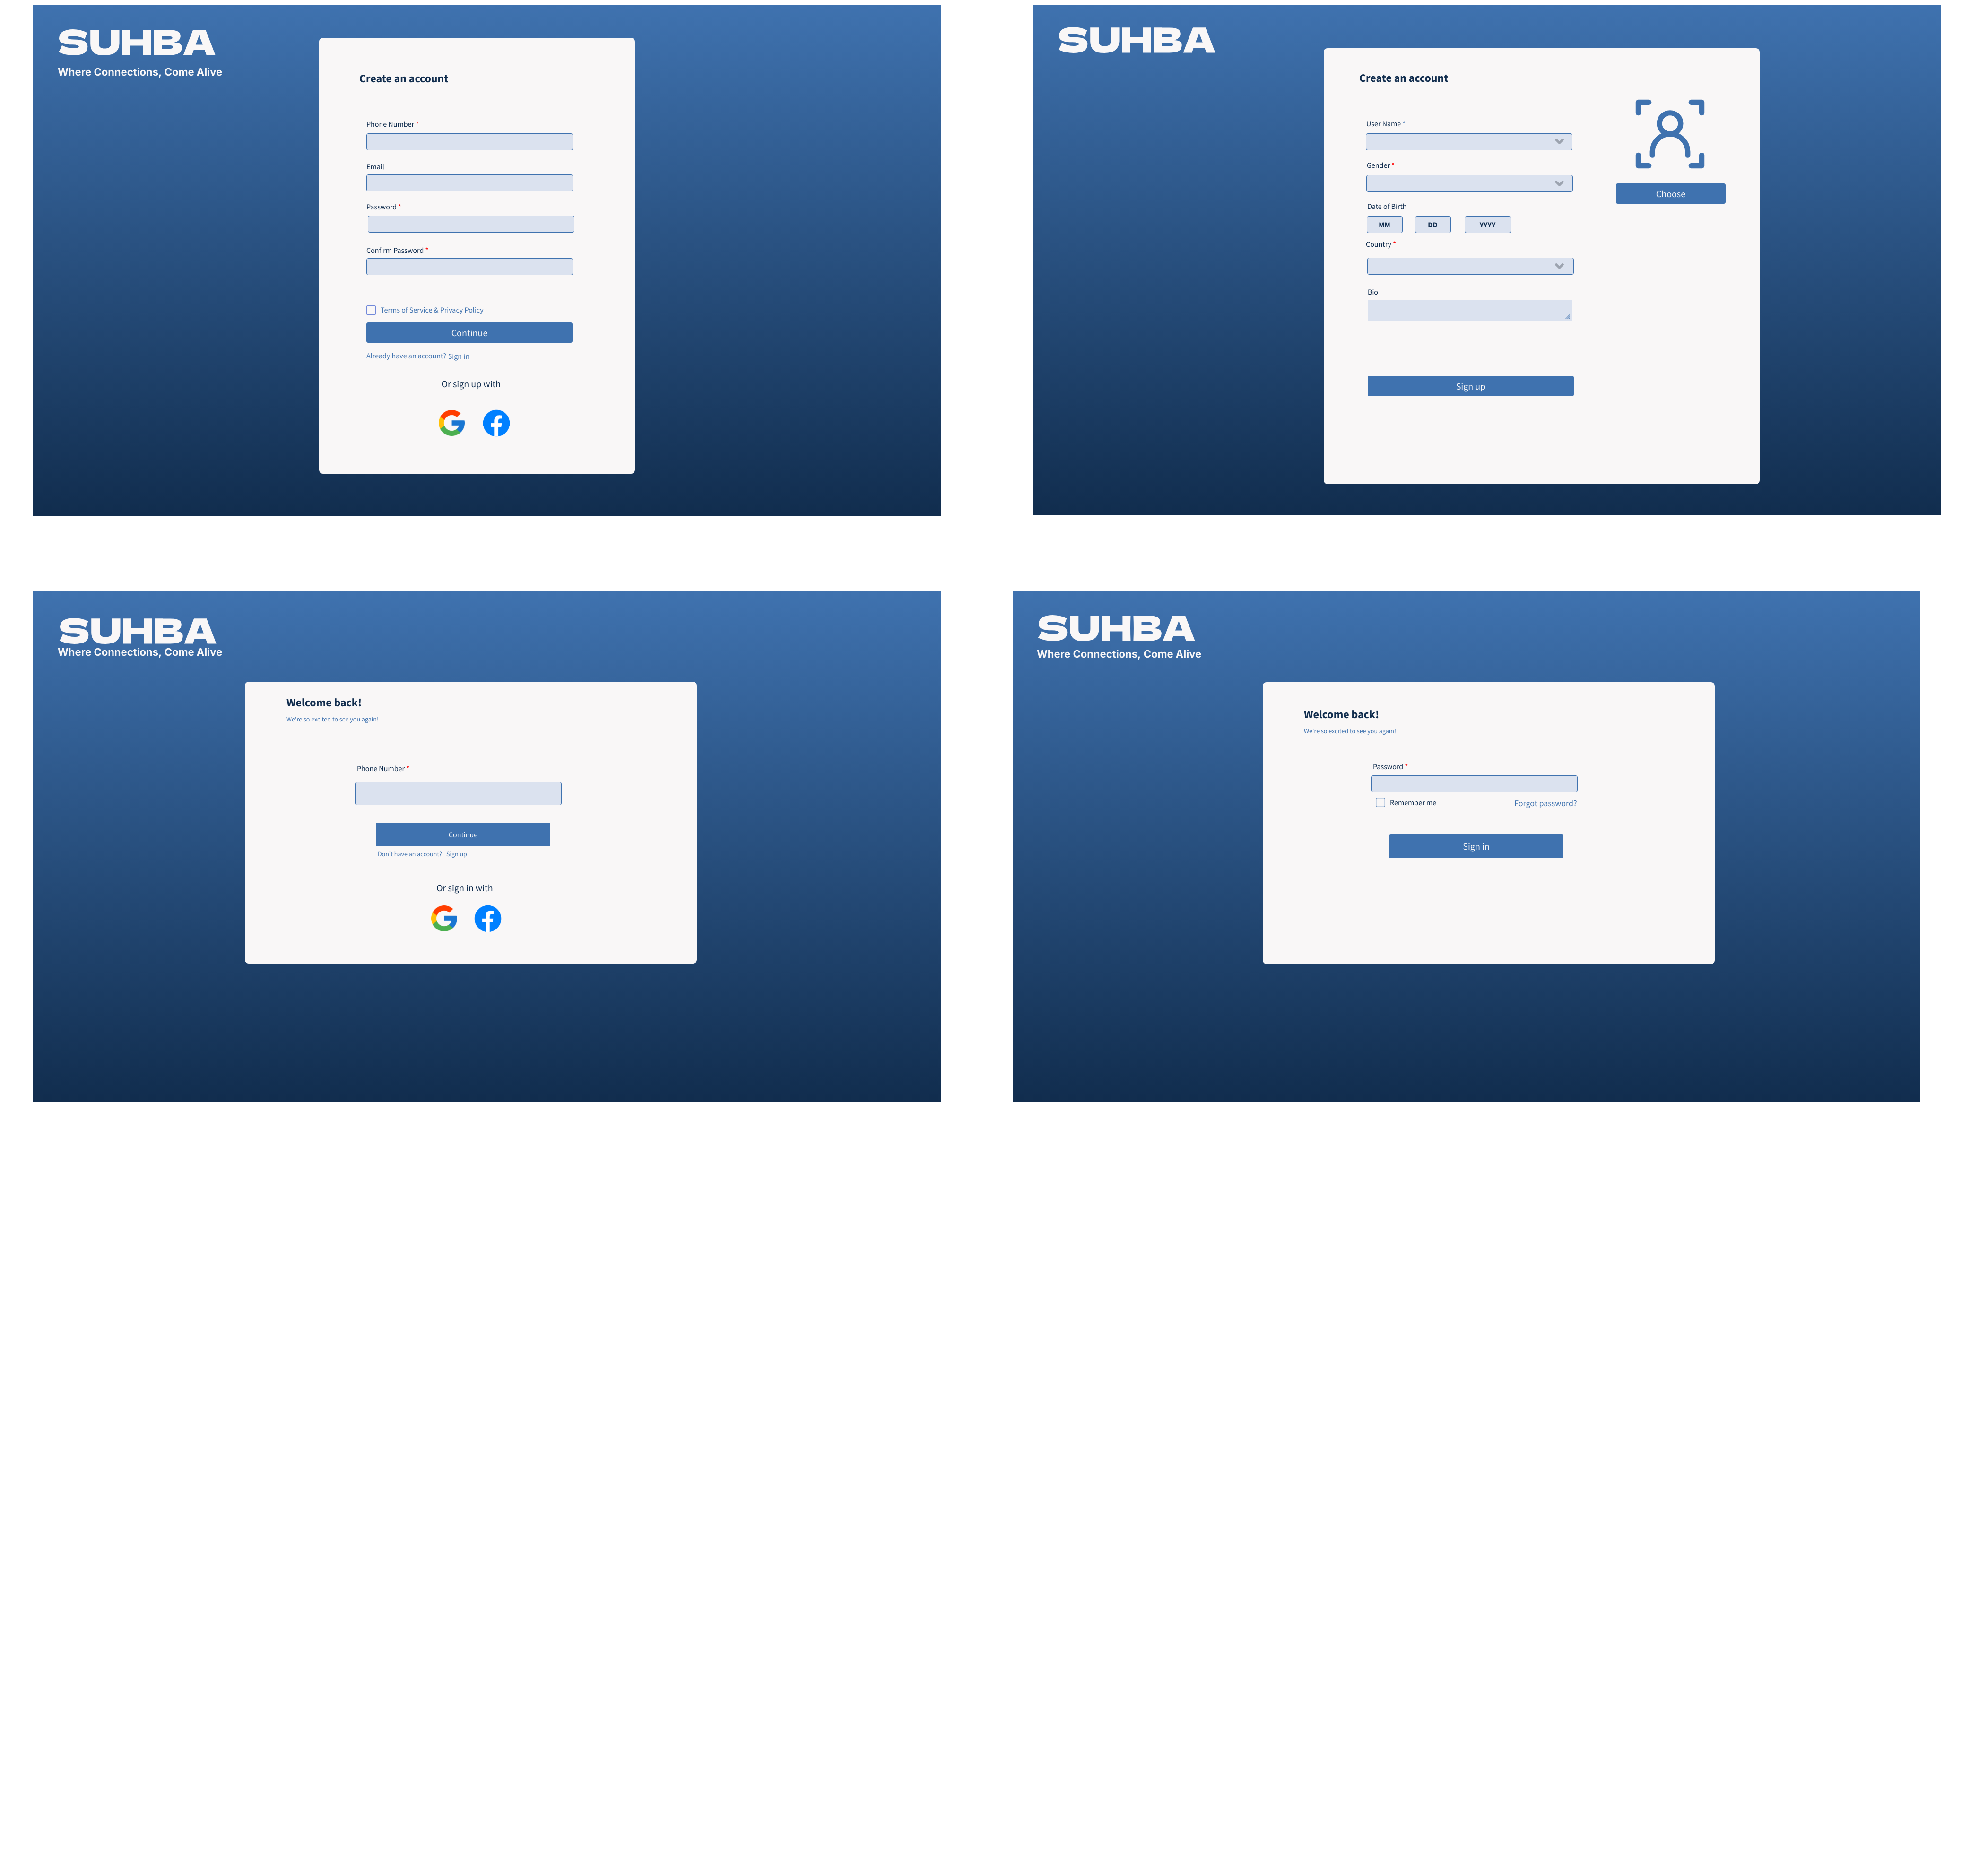 SUHBA
Where Connections, Come Alive
Create an account
Phone Number *
Email
Password *
Confirm Password *
Terms of Service & Privacy Policy
Continue
Already have an account? Sign in
Or sign up with
SUHBA
Create an account
User Name *
Gender *
Date of Birth
MM DD YYYY
Country *
Bio
Sign up
Choose
SUHBA
Where Connections, Come Alive
Welcome back!
We're so excited to see you again!
Phone Number *
Continue
Don't have an account? Sign up
Or sign in with
SUHBA
Where Connections, Come Alive
Welcome back!
We're so excited to see you again!
Password *
Remember me Forgot password?
Sign in